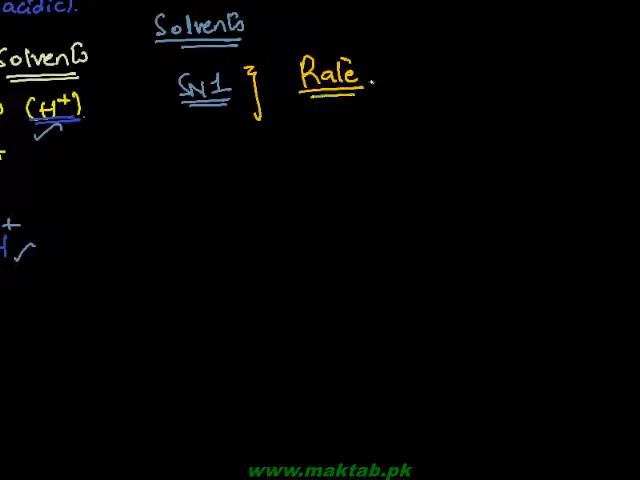 acidic).
Solvents
Solvents
(H+).
SN1 } Rate.
+
H
www.maktab.pk